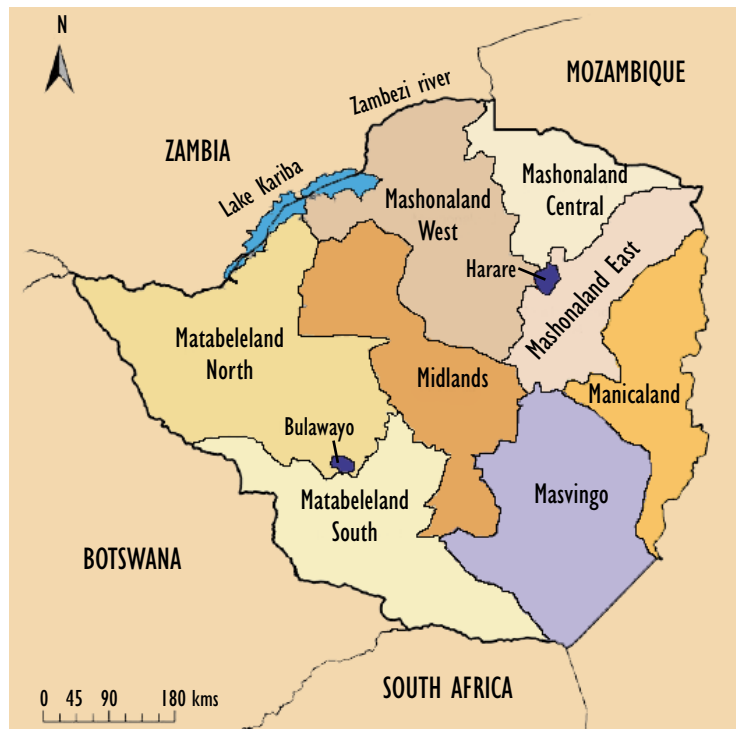 N
MOZAMBIQUE
Zambezi river
ZAMBIA
Lake Kariba
Mashonaland
Central
Mashonaland
West
Harare
Mashonaland East
Matabeleland
North
Midlands
Manicaland
Bulawayo
Masvingo
Matabeleland
South
BOTSWANA
SOUTH AFRICA
0 45 90 180 kms